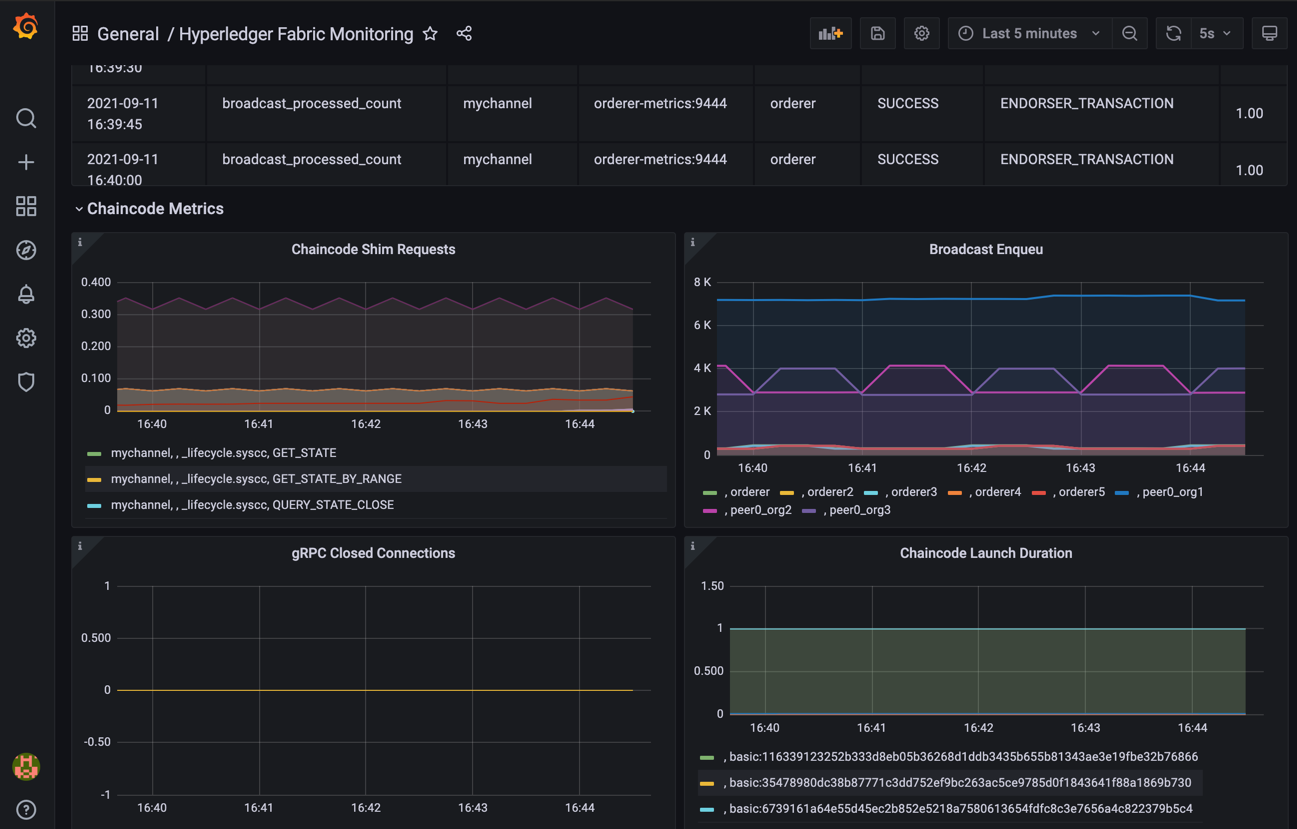 General / Hyperledger Fabric Monitoring
Last 5 minutes
5s
16:39:30
2021-09-11 16:39:45 broadcast_processed_count mychannel orderer-metrics:9444 orderer SUCCESS ENDORSER_TRANSACTION 1.00
2021-09-11 16:40:00 broadcast_processed_count mychannel orderer-metrics:9444 orderer SUCCESS ENDORSER_TRANSACTION 1.00
Chaincode Metrics
i
Chaincode Shim Requests
0.400
0.300
0.200
0.100
0
16:40 16:41 16:42 16:43 16:44
mychannel, , _lifecycle.syscc, GET_STATE
mychannel, , _lifecycle.syscc, GET_STATE_BY_RANGE
mychannel, , _lifecycle.syscc, QUERY_STATE_CLOSE
i
Broadcast Enqueu
8 K
6 K
4 K
2 K
0
16:40 16:41 16:42 16:43 16:44
, orderer , orderer2 , orderer3 , orderer4 , orderer5 , peer0_org1
, peer0_org2 , peer0_org3
i
gRPC Closed Connections
1
0.500
0
-0.50
-1
16:40 16:41 16:42 16:43 16:44
i
Chaincode Launch Duration
1.50
1
0.500
0
16:40 16:41 16:42 16:43 16:44
, basic:116339123252b333d8eb05b36268d1ddb3435b655b81343ae3e19fbe32b76866
, basic:35478980dc38b87771c3dd752ef9bc263ac5ce9785d0f1843641f88a1869b730
, basic:6739161a64e55d45ec2b852e5218a7580613654fdfc8c3e7656a4c822379b5c4